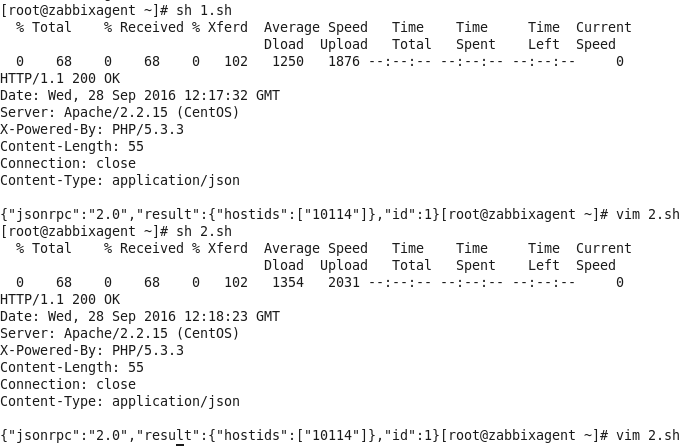 [root@zabbixagent ~]# sh 1.sh
  % Total    % Received % Xferd  Average Speed   Time    Time     Time  Current
                                 Dload  Upload   Total   Spent    Left  Speed
  0    68    0    68    0   102   1250   1876 --:--:-- --:--:-- --:--:--     0
HTTP/1.1 200 OK
Date: Wed, 28 Sep 2016 12:17:32 GMT
Server: Apache/2.2.15 (CentOS)
X-Powered-By: PHP/5.3.3
Content-Length: 55
Connection: close
Content-Type: application/json

{"jsonrpc":"2.0","result":{"hostids":["10114"]},"id":1}[root@zabbixagent ~]# vim 2.sh
[root@zabbixagent ~]# sh 2.sh
  % Total    % Received % Xferd  Average Speed   Time    Time     Time  Current
                                 Dload  Upload   Total   Spent    Left  Speed
  0    68    0    68    0   102   1354   2031 --:--:-- --:--:-- --:--:--     0
HTTP/1.1 200 OK
Date: Wed, 28 Sep 2016 12:18:23 GMT
Server: Apache/2.2.15 (CentOS)
X-Powered-By: PHP/5.3.3
Content-Length: 55
Connection: close
Content-Type: application/json

{"jsonrpc":"2.0","result":{"hostids":["10114"]},"id":1}[root@zabbixagent ~]# vim 2.sh